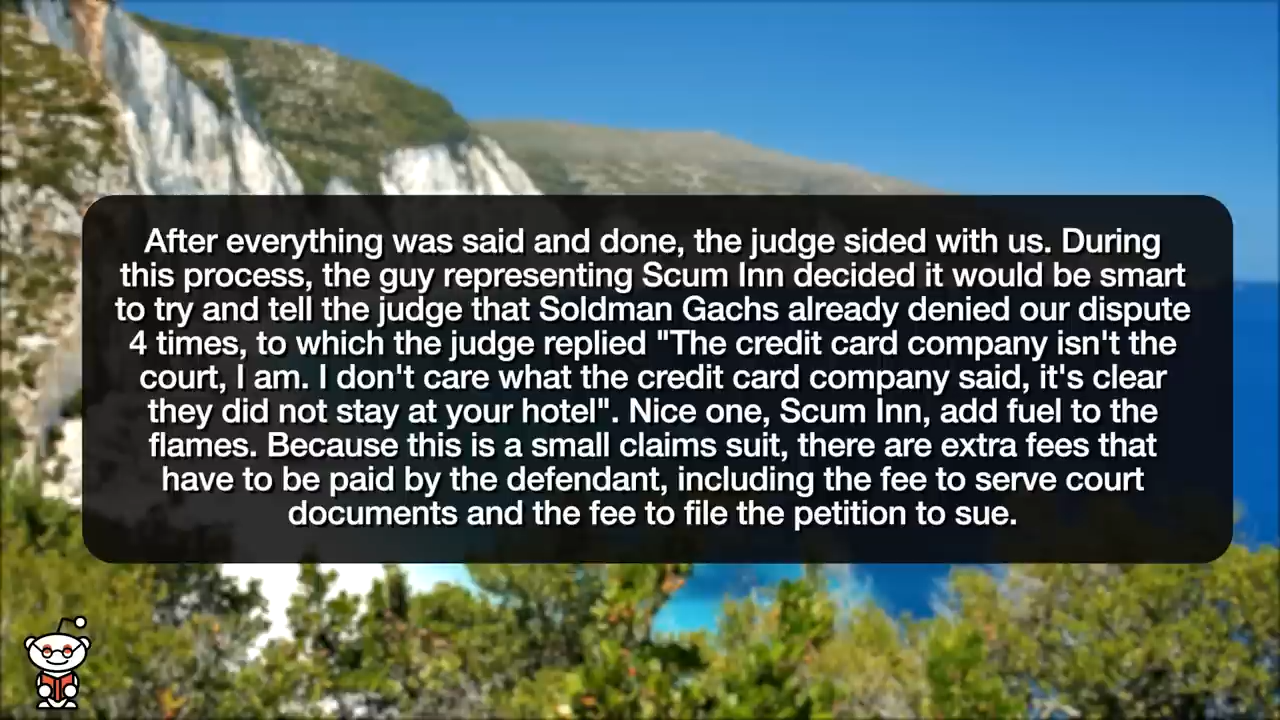 After everything was said and done, the judge sided with us. During
this process, the guy representing Scum Inn decided it would be smart
to try and tell the judge that Soldman Gachs already denied our dispute
4 times, to which the judge replied "The credit card company isn't the
court, I am. I don't care what the credit card company said, it's clear
they did not stay at your hotel". Nice one, Scum Inn, add fuel to the
flames. Because this is a small claims suit, there are extra fees that
have to be paid by the defendant, including the fee to serve court
documents and the fee to file the petition to sue.